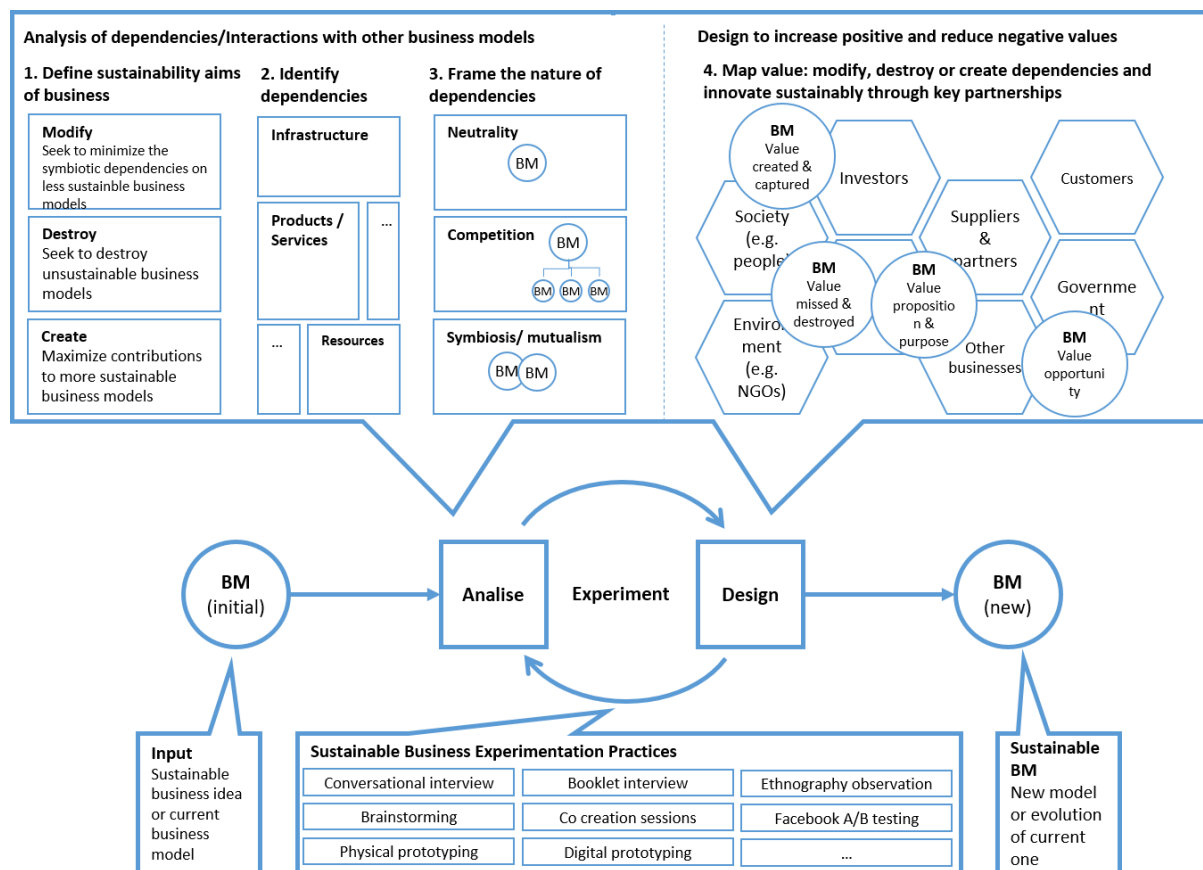 Analysis of dependencies/Interactions with other business models
1. Define sustainability aims
of business
Modify
Seek to minimize the
symbiotic dependencies on
less sustainble business
models
Destroy
Seek to destroy
unsustainable business
models
Create
Maximize contributions
to more sustainable
business models
2. Identify
dependencies
Infrastructure
Products /
Services
...
...
Resources
3. Frame the nature of
dependencies
Neutrality
BM
Competition
BM
BM BM BM
Symbiosis/ mutualism
BM BM
Design to increase positive and reduce negative values
4. Map value: modify, destroy or create dependencies and
innovate sustainably through key partnerships
BM
Value
created &
captured
Investors
Customers
Society
(e.g.
people)
Suppliers
&
partners
BM
Value
missed &
destroyed
BM
Value
propositio
n &
purpose
Governme
nt
Environ
ment
(e.g.
NGOs)
Other
businesses
BM
Value
opportuni
ty
BM
(initial)
Analise
Experiment
Design
BM
(new)
Input
Sustainable
business idea
or current
business
model
Sustainable Business Experimentation Practices
Conversational interview
Booklet interview
Ethnography observation
Brainstorming
Co creation sessions
Facebook A/B testing
Physical prototyping
Digital prototyping
...
Sustainable
BM
New model
or evolution
of current
one